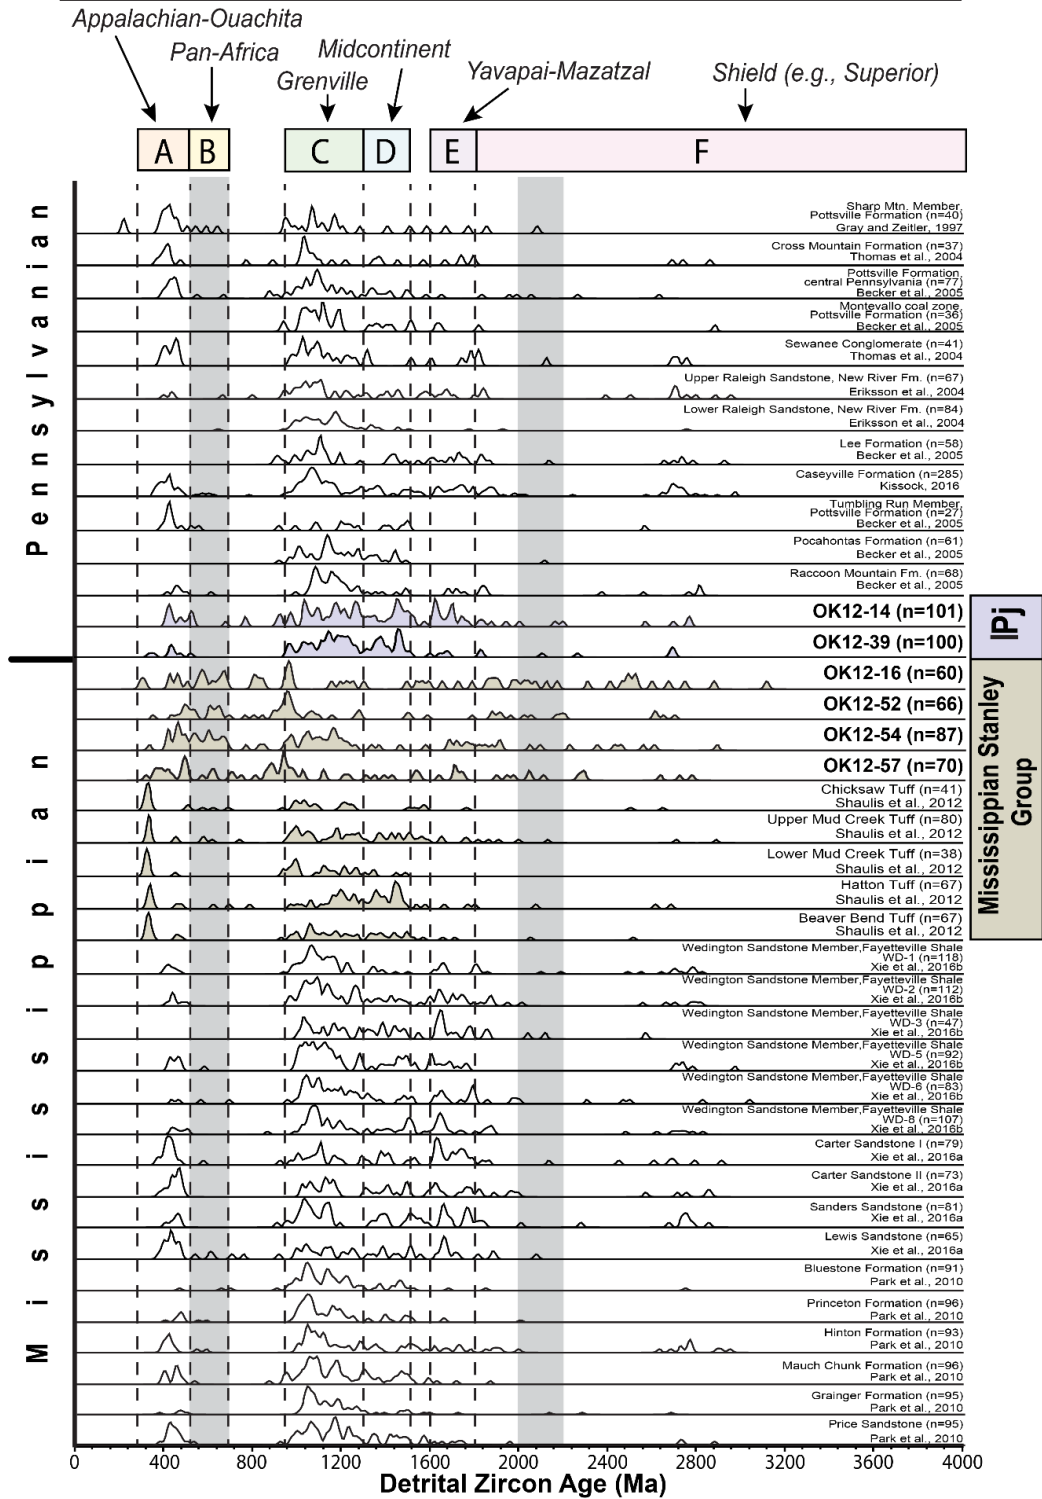 Appalachian-Ouachita
Pan-Africa
Midcontinent
Grenville
Yavapai-Mazatzal
Shield (e.g., Superior)
A
B
C
D
E
F
Pennsylvanian
Sharp Mtn. Member,
Pottsville Formation (n=40)
Gray and Zeitler, 1997
Cross Mountain Formation (n=37)
Thomas et al., 2004
Pottsville Formation,
central Pennsylvania (n=77)
Becker et al., 2005
Montevallo coal zone,
Pottsville Formation (n=36)
Becker et al., 2005
Sewanee Conglomerate (n=41)
Thomas et al., 2004
Upper Raleigh Sandstone, New River Fm. (n=67)
Eriksson et al., 2004
Lower Raleigh Sandstone, New River Fm. (n=84)
Eriksson et al., 2004
Lee Formation (n=58)
Becker et al., 2005
Caseyville Formation (n=285)
Kissock, 2016
Tumbling Run Member,
Pottsville Formation (n=27)
Becker et al., 2005
Pocahontas Formation (n=61)
Becker et al., 2005
Raccoon Mountain Fm. (n=68)
Becker et al., 2005
OK12-14 (n=101)
OK12-39 (n=100)
IPj
Mississippian
OK12-16 (n=60)
OK12-52 (n=66)
OK12-54 (n=87)
OK12-57 (n=70)
Chicksaw Tuff (n=41)
Shaulis et al., 2012
Upper Mud Creek Tuff (n=80)
Shaulis et al., 2012
Lower Mud Creek Tuff (n=38)
Shaulis et al., 2012
Hatton Tuff (n=67)
Shaulis et al., 2012
Beaver Bend Tuff (n=67)
Shaulis et al., 2012
Mississippian Stanley
Group
Wedington Sandstone Member,Fayetteville Shale
WD-1 (n=118)
Xie et al., 2016b
Wedington Sandstone Member,Fayetteville Shale
WD-2 (n=112)
Xie et al., 2016b
Wedington Sandstone Member,Fayetteville Shale
WD-3 (n=47)
Xie et al., 2016b
Wedington Sandstone Member,Fayetteville Shale
WD-5 (n=92)
Xie et al., 2016b
Wedington Sandstone Member,Fayetteville Shale
WD-6 (n=83)
Xie et al., 2016b
Wedington Sandstone Member,Fayetteville Shale
WD-8 (n=107)
Xie et al., 2016b
Carter Sandstone I (n=79)
Xie et al., 2016a
Carter Sandstone II (n=73)
Xie et al., 2016a
Sanders Sandstone (n=81)
Xie et al., 2016a
Lewis Sandstone (n=65)
Xie et al., 2016a
Bluestone Formation (n=91)
Park et al., 2010
Princeton Formation (n=96)
Park et al., 2010
Hinton Formation (n=93)
Park et al., 2010
Mauch Chunk Formation (n=96)
Park et al., 2010
Grainger Formation (n=95)
Park et al., 2010
Price Sandstone (n=95)
Park et al., 2010
0 400 800 1200 1600 2000 2400 2800 3200 3600 4000
Detrital Zircon Age (Ma)